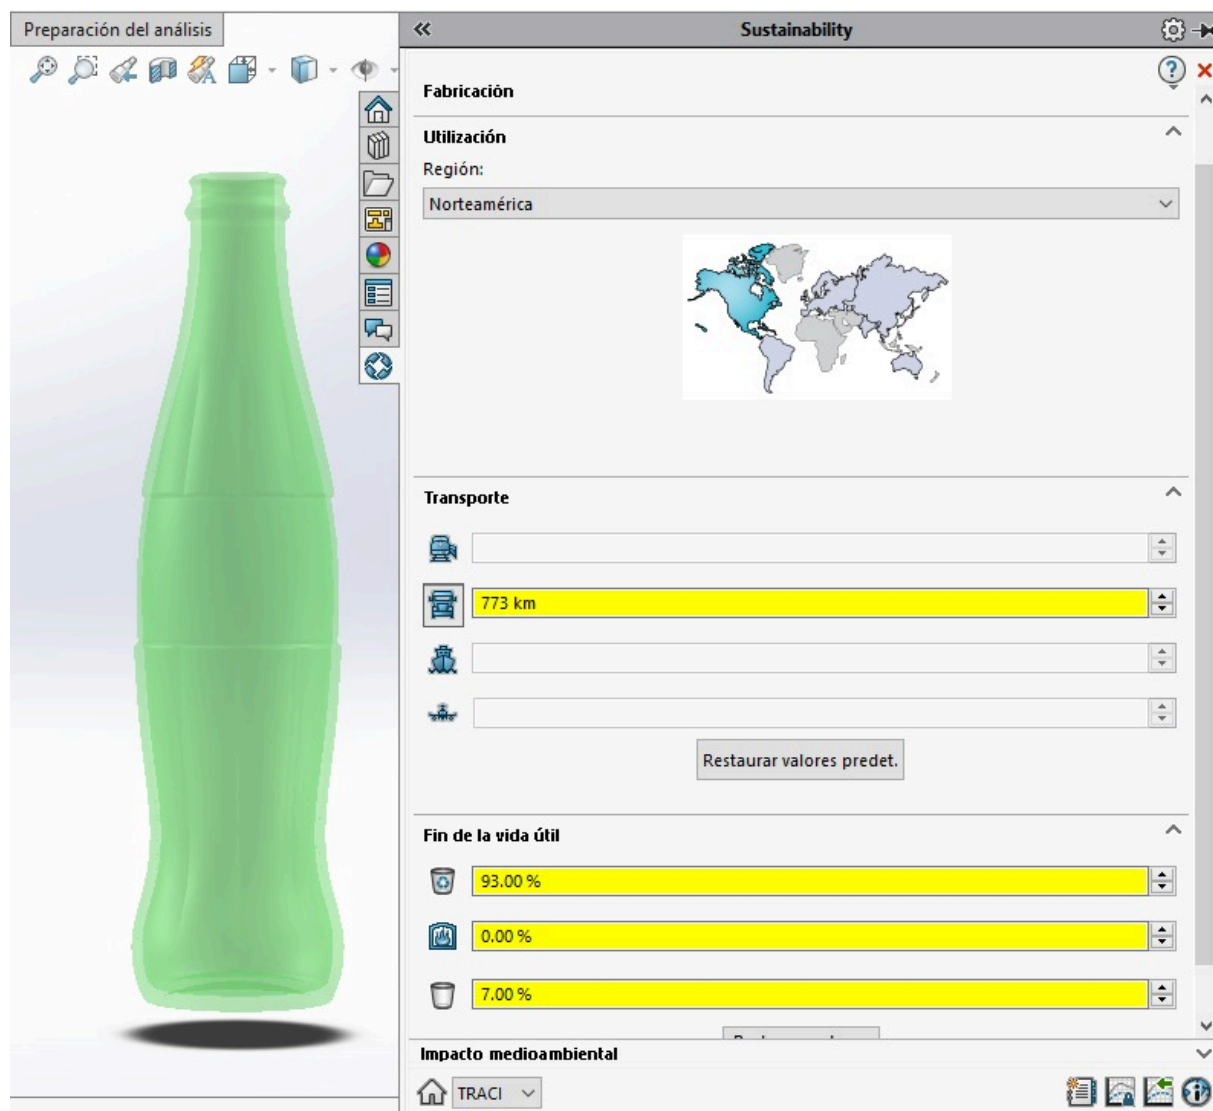 Preparación del análisis
Sustainability
Fabricación
Utilización
Región:
Norteamérica
Transporte
773 km
Restaurar valores predet.
Fin de la vida útil
93.00 %
0.00 %
7.00 %
Impacto medioambiental
TRACI